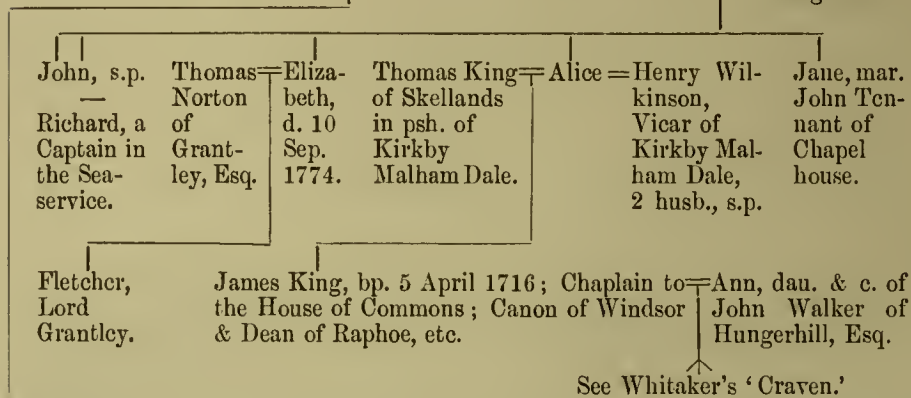 John, s.p.
—
Richard, a
Captain in
the Sea-
service.
Thomas
Norton
of
Grant-
ley, Esq.
Eliza-
beth,
d. 10
Sep.
1774.
Thomas King
of Skellands
in psh. of
Kirkby
Malham Dale.
Alice
=
Henry Wil-
kinson,
Vicar of
Kirkby Mal-
ham Dale,
2 husb., s.p.
Jane, mar.
John Ten-
nant of
Chapel
house.
Fletcher,
Lord
Grantley.
James King, bp. 5 April 1716; Chaplain to
the House of Commons; Canon of Windsor
& Dean of Raphoe, etc.
Ann, dau. & c. of
John Walker of
Hungerhill, Esq.
See Whitaker's ‘Craven.’